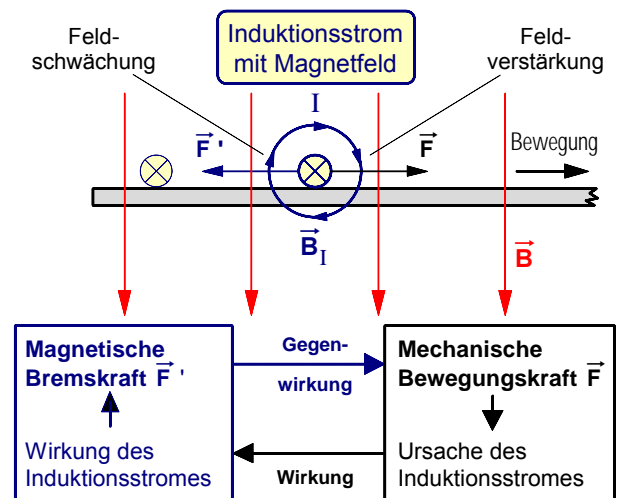 Feld-
schwächung
Induktionsstrom
mit Magnetfeld
Feld-
verstärkung
I
F '
F
Bewegung
B I
B
Magnetische
Bremskraft F '
Wirkung des
Induktionsstromes
Gegen-
wirkung
Wirkung
Mechanische
Bewegungskraft F
Ursache des
Induktionsstromes